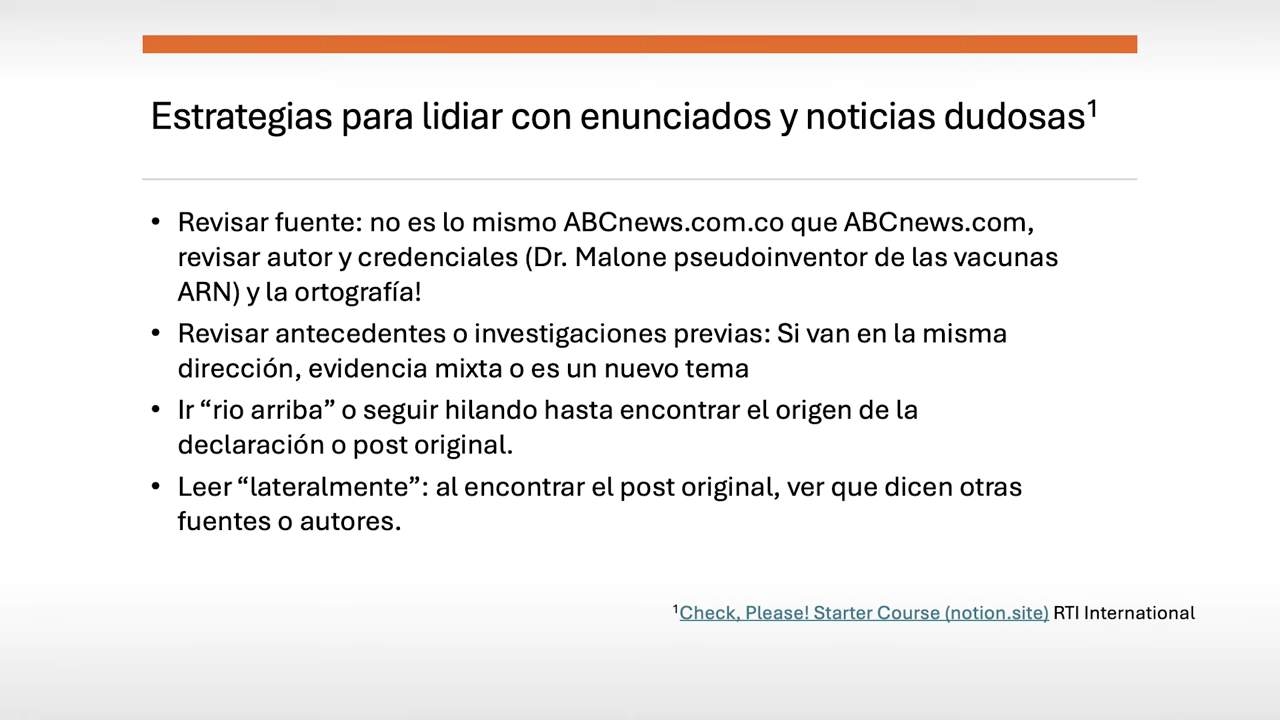 Estrategias para lidiar con enunciados y noticias dudosas¹
• Revisar fuente: no es lo mismo ABCnews.com.co que ABCnews.com,
revisar autor y credenciales (Dr. Malone pseudoinventor de las vacunas
ARN) y la ortografía!
• Revisar antecedentes o investigaciones previas: Si van en la misma
dirección, evidencia mixta o es un nuevo tema
• Ir “rio arriba” o seguir hilando hasta encontrar el origen de la
declaración o post original.
• Leer “lateralmente”: al encontrar el post original, ver que dicen otras
fuentes o autores.
¹Check, Please! Starter Course (notion.site) RTI International